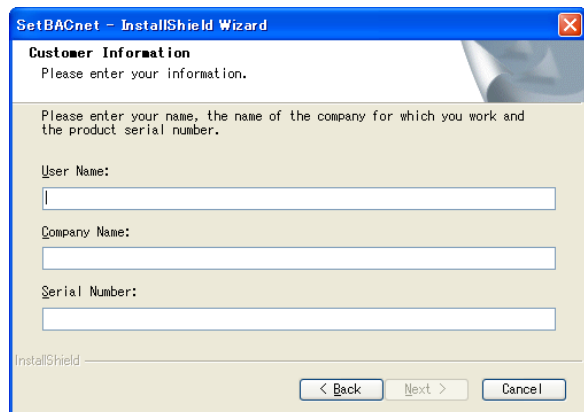 SetBACnet - InstallShield Wizard
Customer Information
Please enter your information.
Please enter your name, the name of the company for which you work and
the product serial number.
User Name:
Company Name:
Serial Number:
InstallShield
< Back
Next >
Cancel